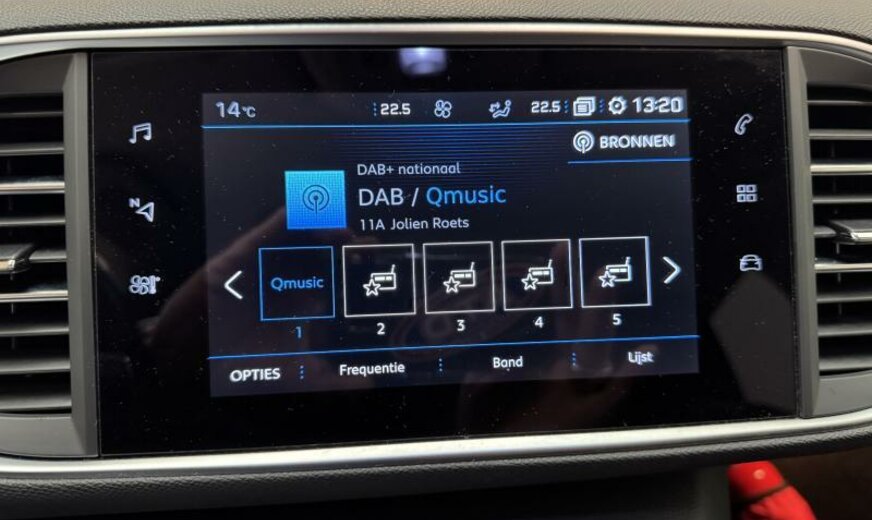 14°C 22.5 22.5 13:20
BRONNEN
DAB+ nationaal
DAB / Qmusic
11A Jolien Roets
N
Qmusic
1 2 3 4 5
OPTIES Frequentie Band Lijst